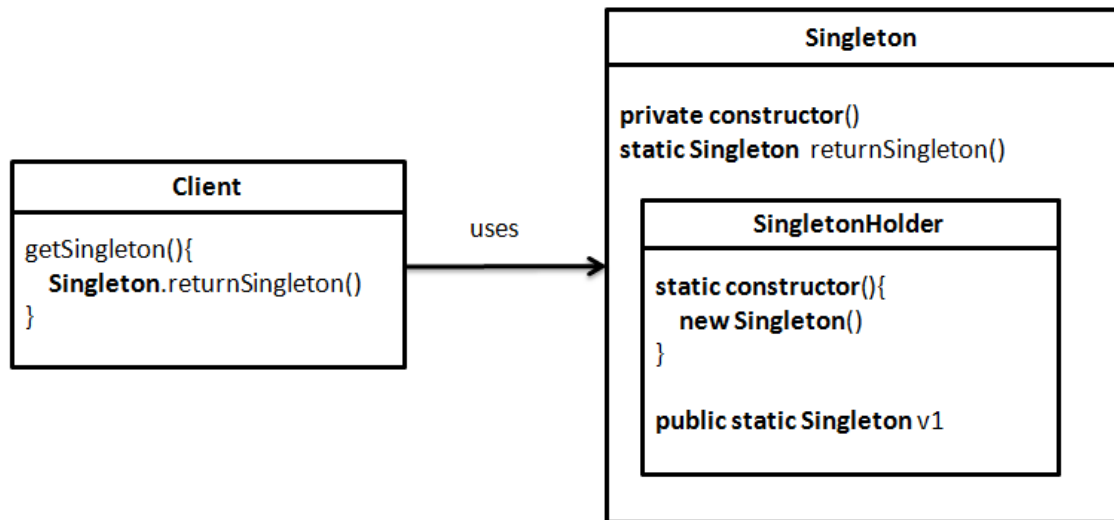 Client
getSingleton(){
Singleton.returnSingleton()
}
uses
Singleton
private constructor()
static Singleton returnSingleton()
SingletonHolder
static constructor(){
new Singleton()
}
public static Singleton v1